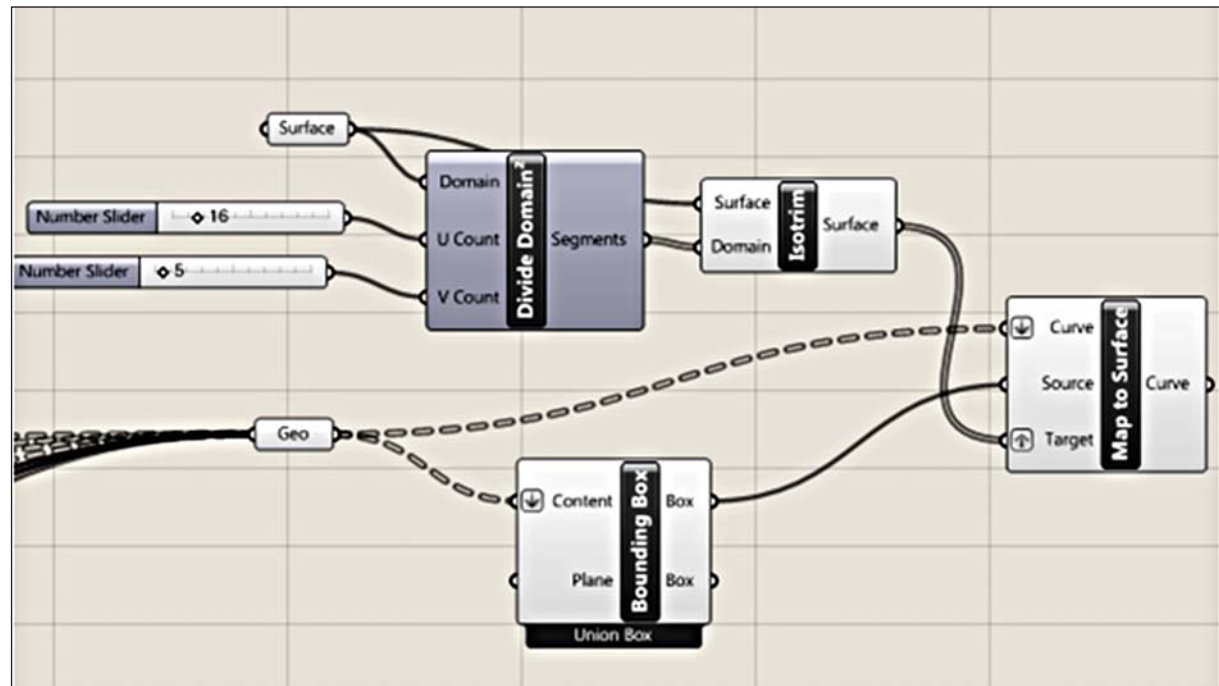 Surface
Number Slider 16
Number Slider 5
Domain
U Count
V Count
Divide Domain²
Segments
Surface
Domain
Isotrim
Surface
Curve
Source
Target
Map to Surface
Curve
Geo
Content
Plane
Bounding Box
Box
Box
Union Box